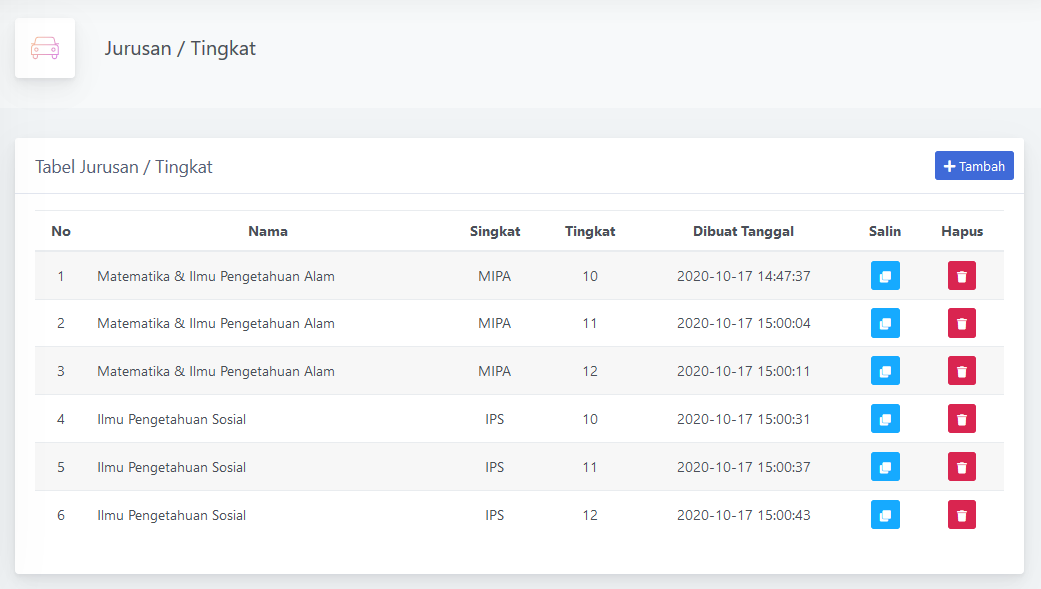 Jurusan / Tingkat
Tabel Jurusan / Tingkat
Tambah
No Nama Singkat Tingkat Dibuat Tanggal Salin Hapus
1 Matematika & Ilmu Pengetahuan Alam MIPA 10 2020-10-17 14:47:37
2 Matematika & Ilmu Pengetahuan Alam MIPA 11 2020-10-17 15:00:04
3 Matematika & Ilmu Pengetahuan Alam MIPA 12 2020-10-17 15:00:11
4 Ilmu Pengetahuan Sosial IPS 10 2020-10-17 15:00:31
5 Ilmu Pengetahuan Sosial IPS 11 2020-10-17 15:00:37
6 Ilmu Pengetahuan Sosial IPS 12 2020-10-17 15:00:43